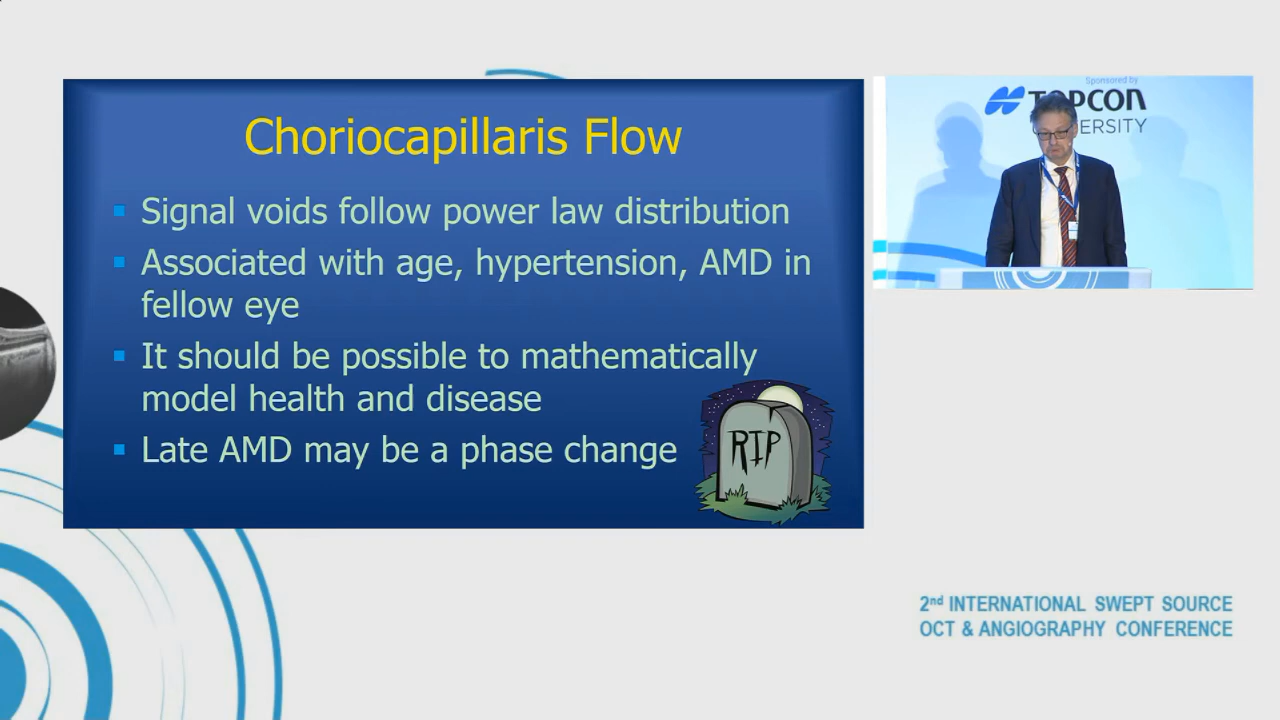 Choriocapillaris Flow
Signal voids follow power law distribution
Associated with age, hypertension, AMD in
fellow eye
It should be possible to mathematically
model health and disease
Late AMD may be a phase change
RIP
Sponsored by
TOPCON
ERSITY
2nd INTERNATIONAL SWEPT SOURCE
OCT & ANGIOGRAPHY CONFERENCE